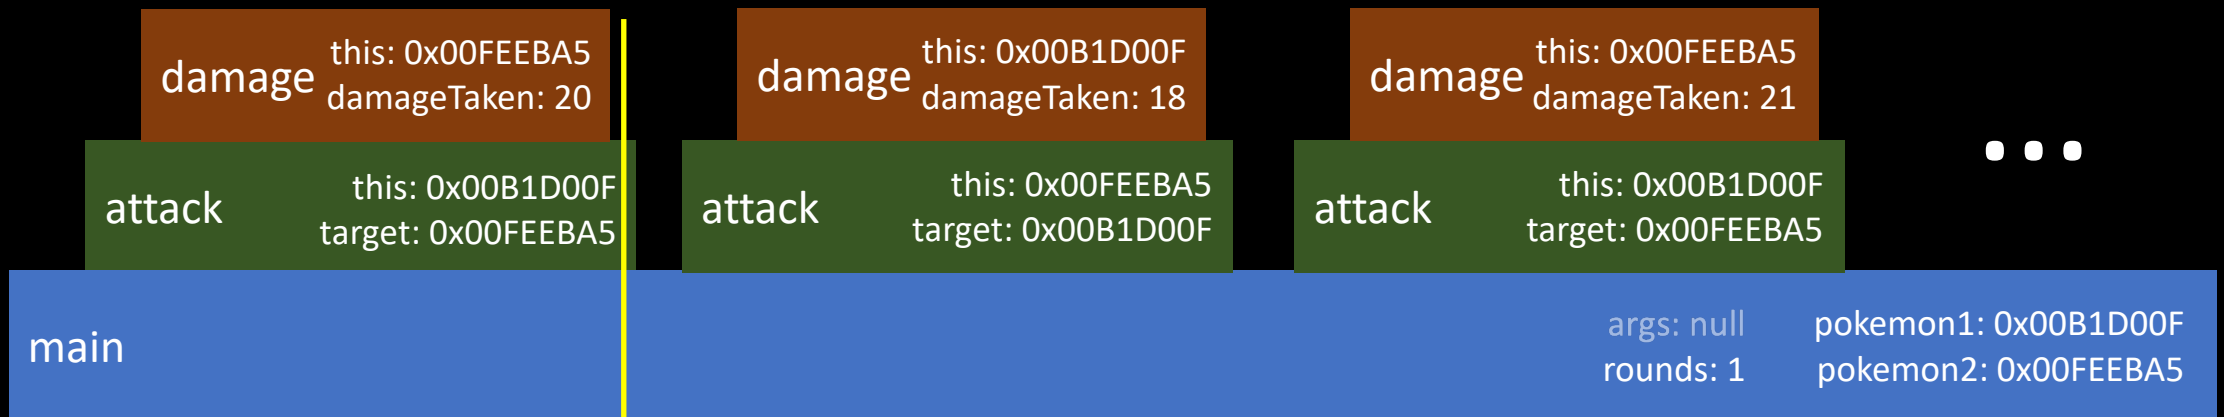 damage
this: 0x00FEEBA5
damageTaken: 20
attack
this: 0x00B1D00F
target: 0x00FEEBA5
damage
this: 0x00B1D00F
damageTaken: 18
attack
this: 0x00FEEBA5
target: 0x00B1D00F
damage
this: 0x00FEEBA5
damageTaken: 21
attack
this: 0x00B1D00F
target: 0x00FEEBA5
...
main
args: null
rounds: 1
pokemon1: 0x00B1D00F
pokemon2: 0x00FEEBA5